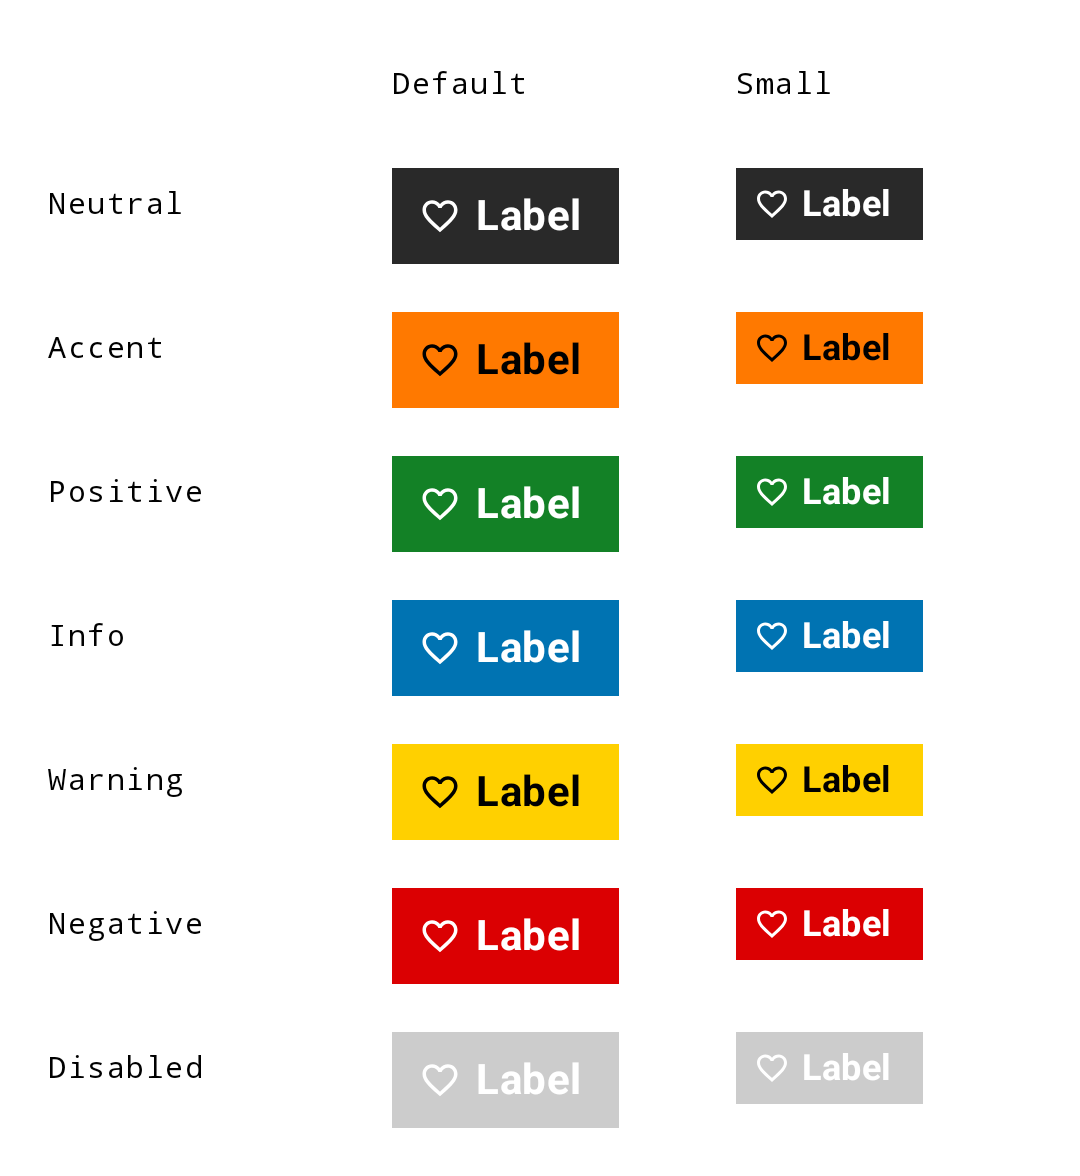 Default Small
Neutral Label Label
Accent Label Label
Positive Label Label
Info Label Label
Warning Label Label
Negative Label Label
Disabled Label Label